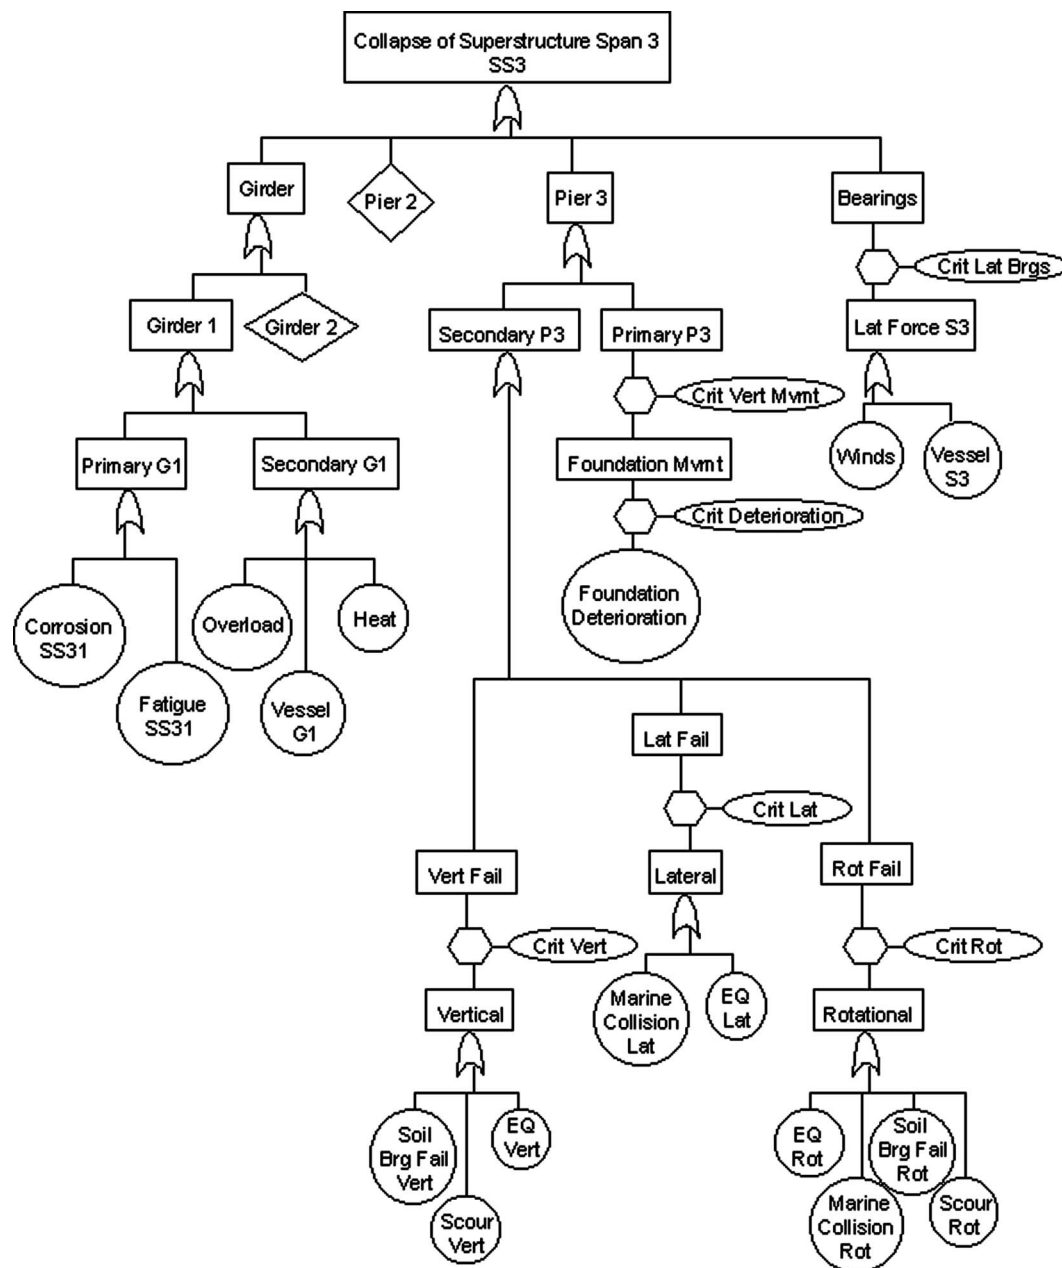 Collapse of Superstructure Span 3
SS3
Girder
Pier 2
Pier 3
Bearings
Crit Lat Brgs
Girder 1
Girder 2
Secondary P3
Primary P3
Lat Force S3
Crit Vert Mvmt
Primary G1
Secondary G1
Foundation Mvmt
Winds
Vessel
S3
Crit Deterioration
Corrosion
SS31
Overload
Heat
Foundation
Deterioration
Fatigue
SS31
Vessel
G1
Lat Fail
Crit Lat
Vert Fail
Lateral
Rot Fail
Crit Vert
Crit Rot
Vertical
Marine
Collision
Lat
EQ
Lat
Rotational
Soil
Brg Fail
Vert
EQ
Vert
Scour
Vert
EQ
Rot
Soil
Brg Fail
Rot
Marine
Collision
Rot
Scour
Rot